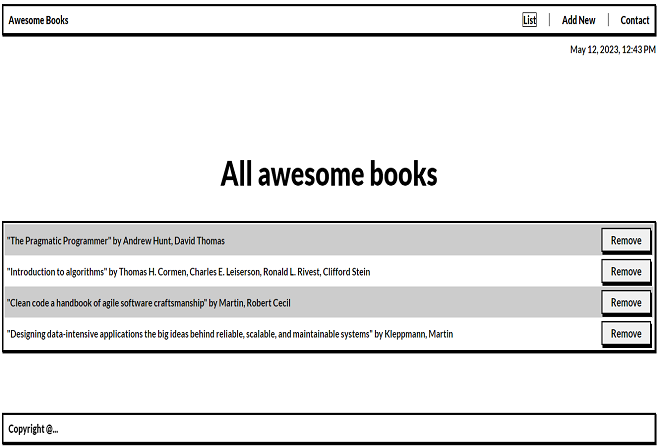 Awesome Books
List | Add New | Contact
May 12, 2023, 12:43 PM
All awesome books
"The Pragmatic Programmer" by Andrew Hunt, David Thomas Remove
"Introduction to algorithms" by Thomas H. Cormen, Charles E. Leiserson, Ronald L. Rivest, Clifford Stein Remove
"Clean code a handbook of agile software craftsmanship" by Martin, Robert Cecil Remove
"Designing data-intensive applications the big ideas behind reliable, scalable, and maintainable systems" by Kleppmann, Martin Remove
Copyright @...